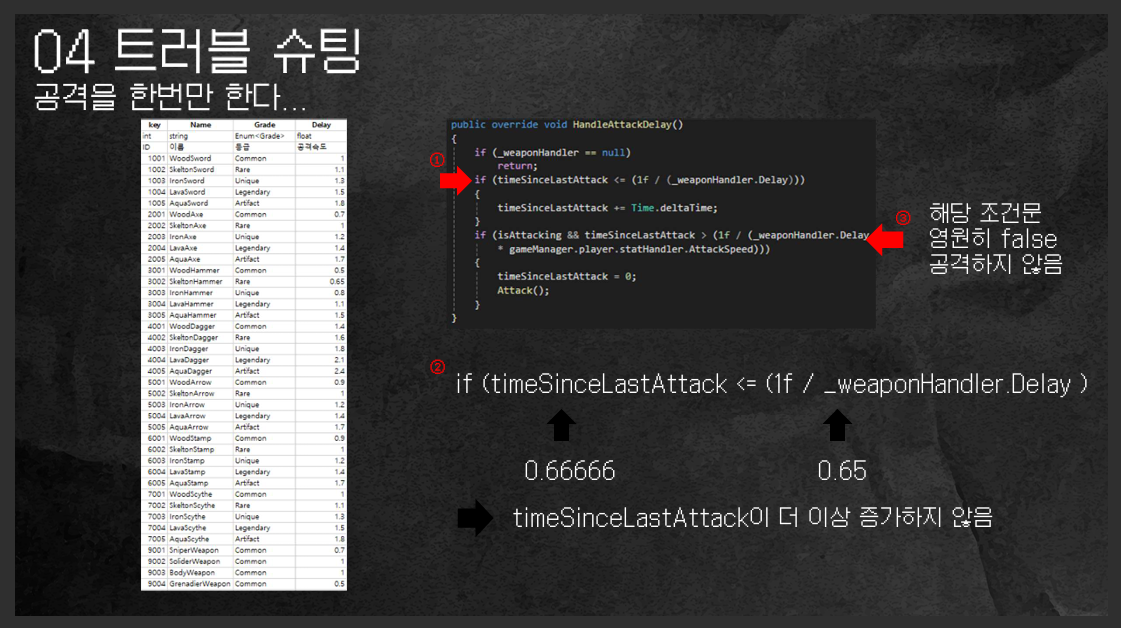 04 트러블 슈팅
공격을 한번만 한다...
key Name Grade Delay
int string Enum<Grade> float
ID 이름 등급 공격속도
1001 WoodSword Common 1
1002 SkeltonSword Rare 1.1
1003 IronSword Unique 1.3
1004 LavaSword Legendary 1.5
1005 AquaSword Artifact 1.8
2001 WoodAxe Common 0.7
2002 SkeltonAxe Rare 1
2003 IronAxe Unique 1.2
2004 LavaAxe Legendary 1.4
2005 AquaAxe Artifact 1.7
3001 WoodHammer Common 0.5
3002 SkeltonHammer Rare 0.65
3003 IronHammer Unique 0.8
3004 LavaHammer Legendary 1.1
3005 AquaHammer Artifact 1.5
4001 WoodDagger Common 1.4
4002 SkeltonDagger Rare 1.6
4003 IronDagger Unique 1.8
4004 LavaDagger Legendary 2.1
4005 AquaDagger Artifact 2.4
5001 WoodArrow Common 0.9
5002 SkeltonArrow Rare 1
5003 IronArrow Unique 1.2
5004 LavaArrow Legendary 1.4
5005 AquaArrow Artifact 1.7
6001 WoodStamp Common 0.9
6002 SkeltonStamp Rare 1
6003 IronStamp Unique 1.2
6004 LavaStamp Legendary 1.4
6005 AquaStamp Artifact 1.7
7001 WoodScythe Common 1
7002 SkeltonScythe Rare 1.1
7003 IronScythe Unique 1.3
7004 LavaScythe Legendary 1.5
7005 AquaScythe Artifact 1.8
9001 SniperWeapon Common 0.7
9002 SoliderWeapon Common 1
9003 BodyWeapon Common 1
9004 GrenadierWeapon Common 0.5
public override void HandleAttackDelay()
{
if (_weaponHandler == null)
return;
①
if (timeSinceLastAttack <= (1f / (_weaponHandler.Delay)))
{
timeSinceLastAttack += Time.deltaTime;
}
if (isAttacking && timeSinceLastAttack > (1f / (_weaponHandler.Delay
* gameManager.player.statHandler.AttackSpeed)))
{
timeSinceLastAttack = 0;
Attack();
}
}
③ 해당 조건문
영원히 false
공격하지 않음
②
if (timeSinceLastAttack <= (1f / _weaponHandler.Delay )
0.66666 0.65
timeSinceLastAttack이 더 이상 증가하지 않음